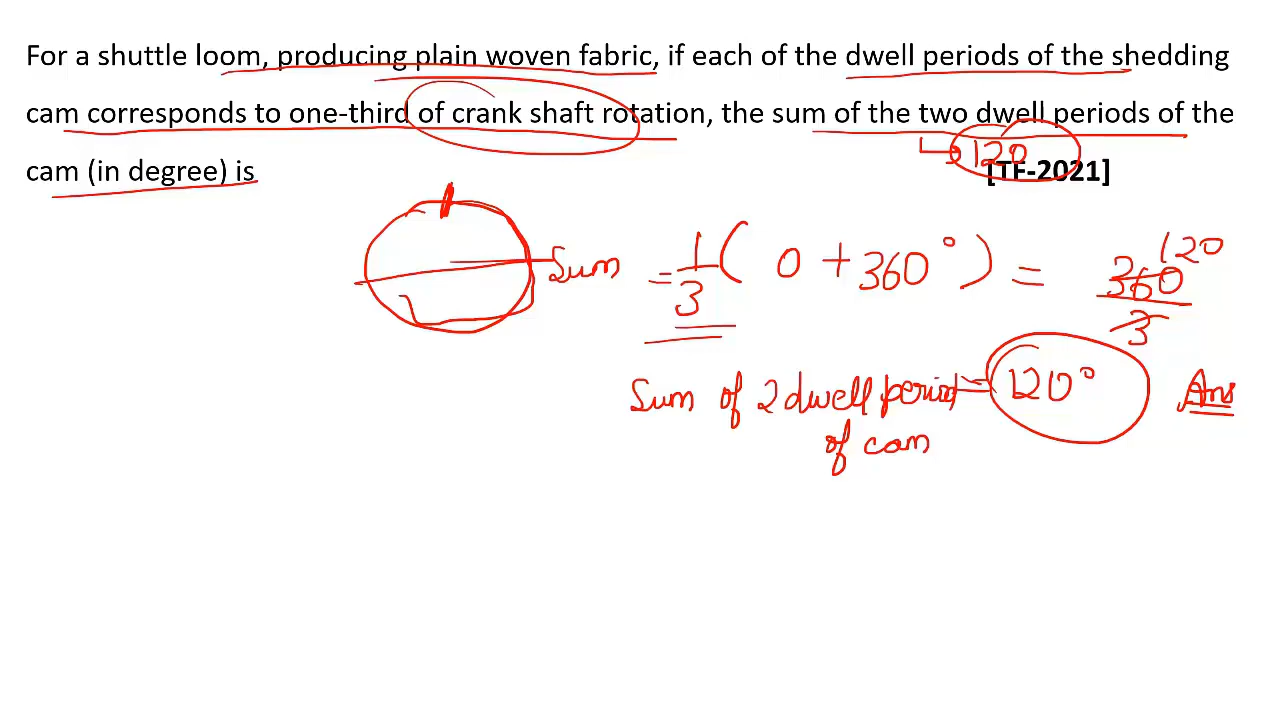 For a shuttle loom, producing plain woven fabric, if each of the dwell periods of the shedding
cam corresponds to one-third of crank shaft rotation, the sum of the two dwell periods of the
cam (in degree) is
120
[TF-2021]
Sum = 1/3 ( 0 + 360° ) = 360/3 120
Sum of 2 dwell period = 120° Ans
of cam